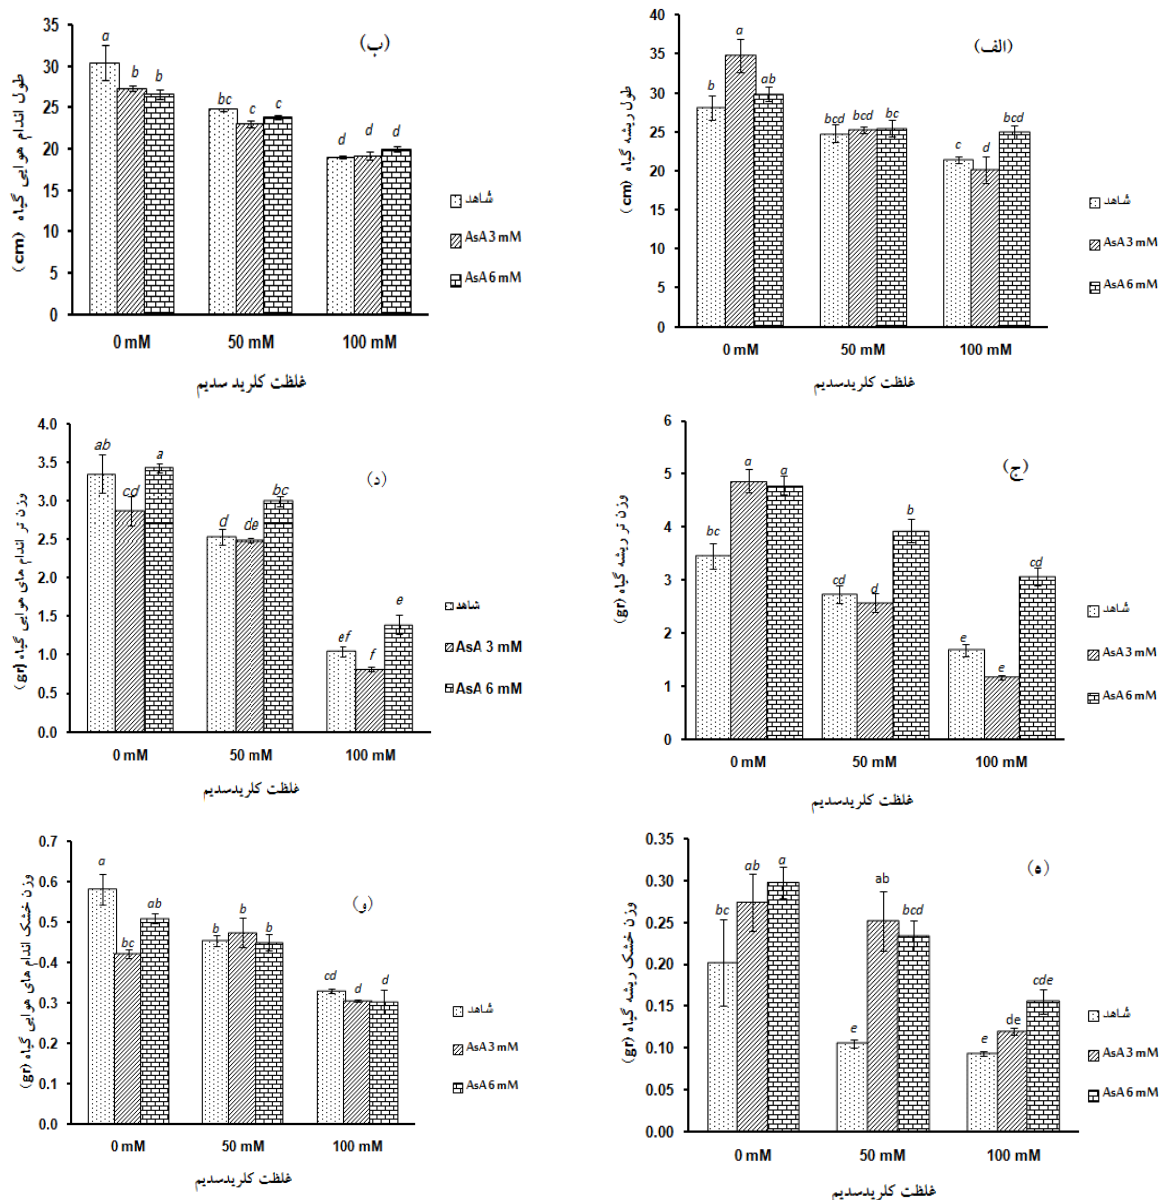 (الف)
طول ریشه گیاه (cm)
40
35
30
25
20
15
10
5
0
b
a
ab
bcd
bcd
bc
c
d
bcd
شاهد
AsA 3 mM
AsA 6 mM
0 mM
50 mM
100 mM
غلظت کلریدسدیم
(ب)
طول اندام هوایی گیاه (cm)
35
30
25
20
15
10
5
0
a
b
b
bc
c
c
d
d
d
شاهد
AsA 3 mM
AsA 6 mM
0 mM
50 mM
100 mM
غلظت کلرید سدیم
(ج)
وزن تر ریشه گیاه (gr)
6
5
4
3
2
1
0
bc
a
a
cd
d
b
e
e
cd
شاهد
AsA 3 mM
AsA 6 mM
0 mM
50 mM
100 mM
غلظت کلریدسدیم
(د)
وزن تر اندام های هوایی گیاه (gr)
4.0
3.5
3.0
2.5
2.0
1.5
1.0
0.5
0.0
ab
cd
a
d
de
bc
ef
f
e
شاهد
AsA 3 mM
AsA 6 mM
0 mM
50 mM
100 mM
غلظت کلریدسدیم
(ه)
وزن خشک ریشه گیاه (gr)
0.35
0.30
0.25
0.20
0.15
0.10
0.05
0.00
bc
ab
a
e
ab
bcd
e
de
cde
شاهد
AsA 3 mM
AsA 6 mM
0 mM
50 mM
100 mM
غلظت کلریدسدیم
(و)
وزن خشک اندام های هوایی گیاه (gr)
0.7
0.6
0.5
0.4
0.3
0.2
0.1
0.0
a
bc
ab
b
b
b
cd
d
d
شاهد
AsA 3 mM
AsA 6 mM
0 mM
50 mM
100 mM
غلظت کلریدسدیم